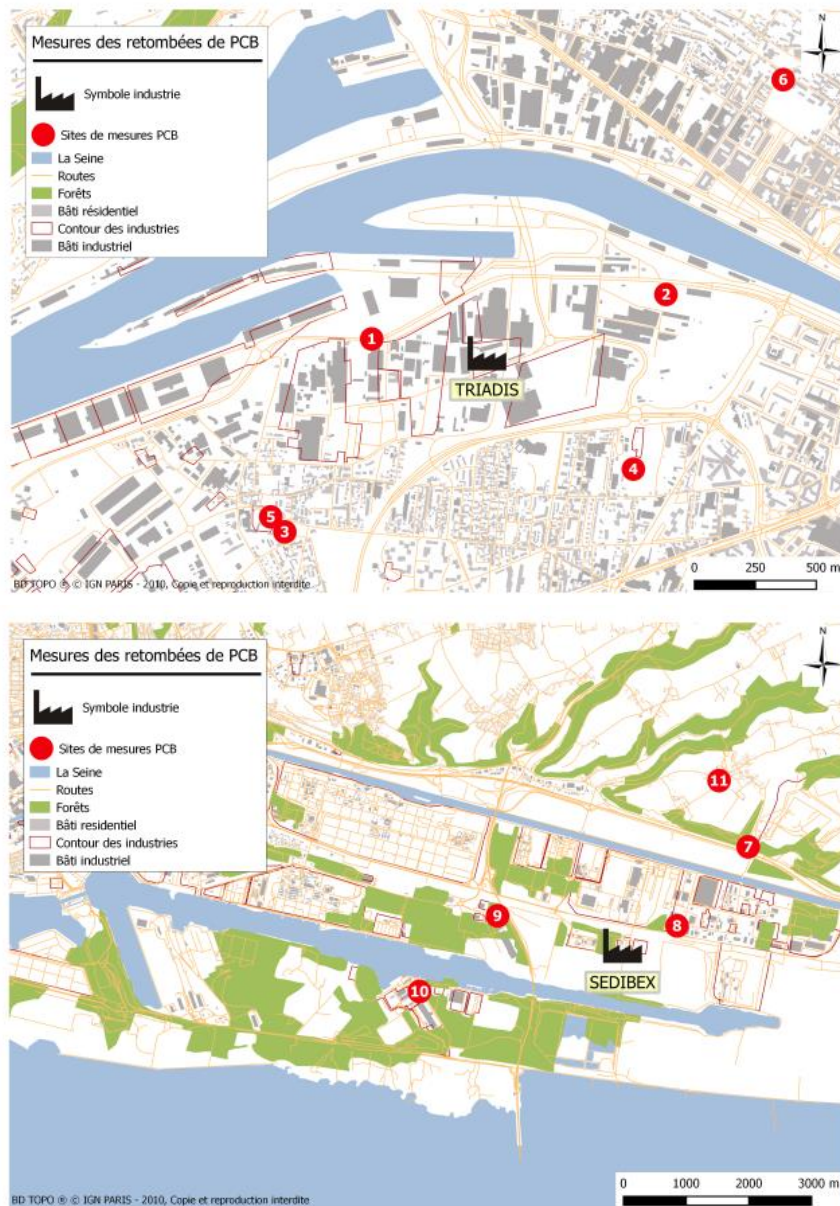 Mesures des retombées de PCB
Symbole industrie
Sites de mesures PCB
La Seine
Routes
Forêts
Bâti résidentiel
Contour des industries
Bâti industriel
N
6
2
1
TRIADIS
4
5
3
BD TOPO ® © IGN PARIS - 2010, Copie et reproduction interdite
0 250 500 m
Mesures des retombées de PCB
Symbole industrie
Sites de mesures PCB
La Seine
Routes
Forêts
Bâti residentiel
Contour des industries
Bâti industriel
N
11
7
9
8
SEDIBEX
10
BD TOPO ® © IGN PARIS - 2010, Copie et reproduction interdite
0 1000 2000 3000 m